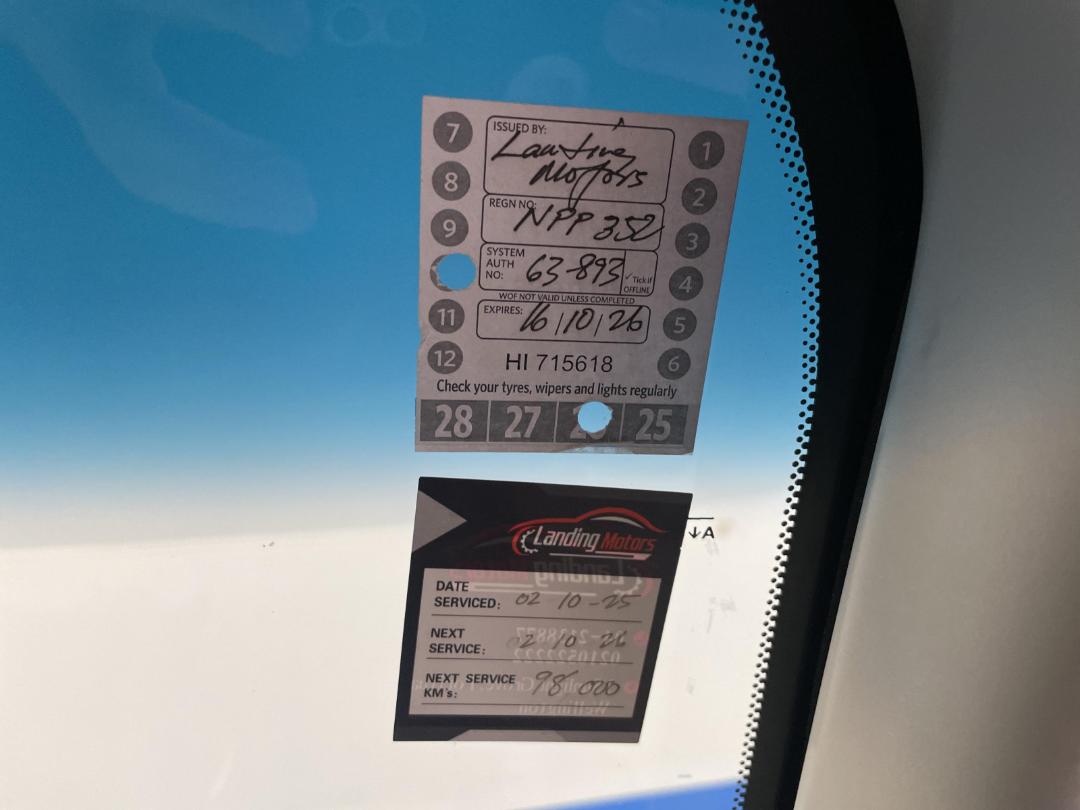 7
8
9
11
12
ISSUED BY:
Motors
REGN NO:
NPP 352
SYSTEM
AUTH
NO:
63-893
✓ Tick if
OFFLINE
WOF NOT VALID UNLESS COMPLETED
EXPIRES:
16/10/26
HI 715618
Check your tyres, wipers and lights regularly
1
2
3
4
5
6
28 27 25
Landing Motors
↓A
DATE
SERVICED: 02 10-25
NEXT
SERVICE: 02 10 26
NEXT SERVICE
KM's: 98,000